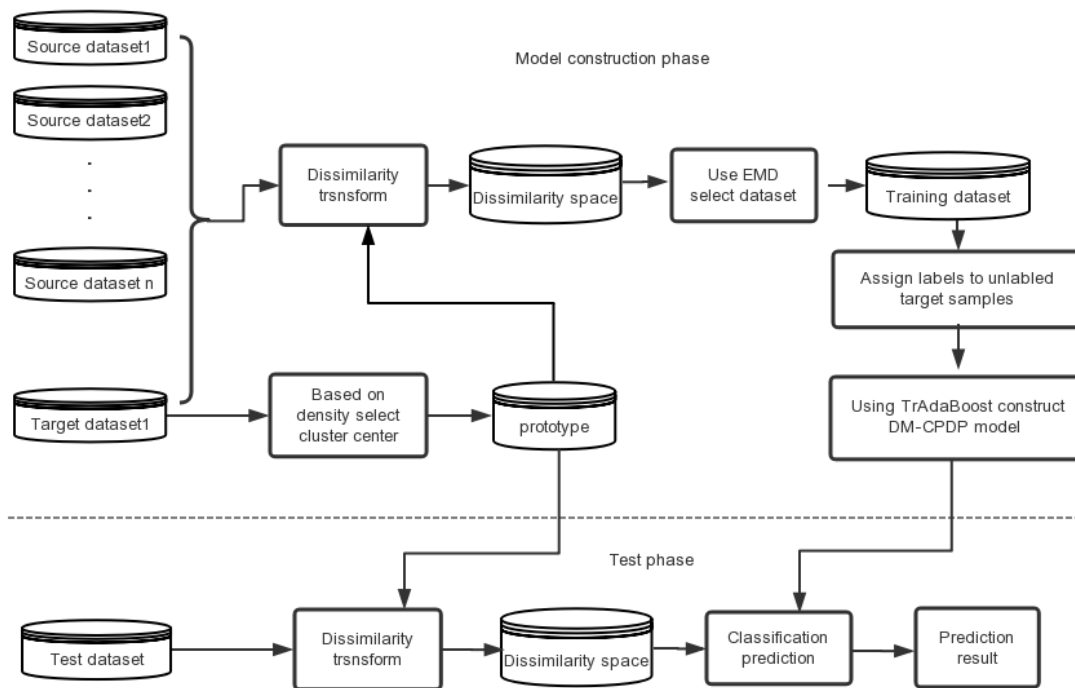 Source dataset1
Model construction phase
Source dataset2
.
.
.
.
Dissimilarity
trsnsform
Dissimilarity space
Use EMD
select dataset
Training dataset
Source dataset n
Assign labels to unlabled
target samples
Target dataset1
Based on
density select
cluster center
prototype
Using TrAdaBoost construct
DM-CPDP model
Test phase
Test dataset
Dissimilarity
trsnsform
Dissimilarity space
Classification
prediction
Prediction
result